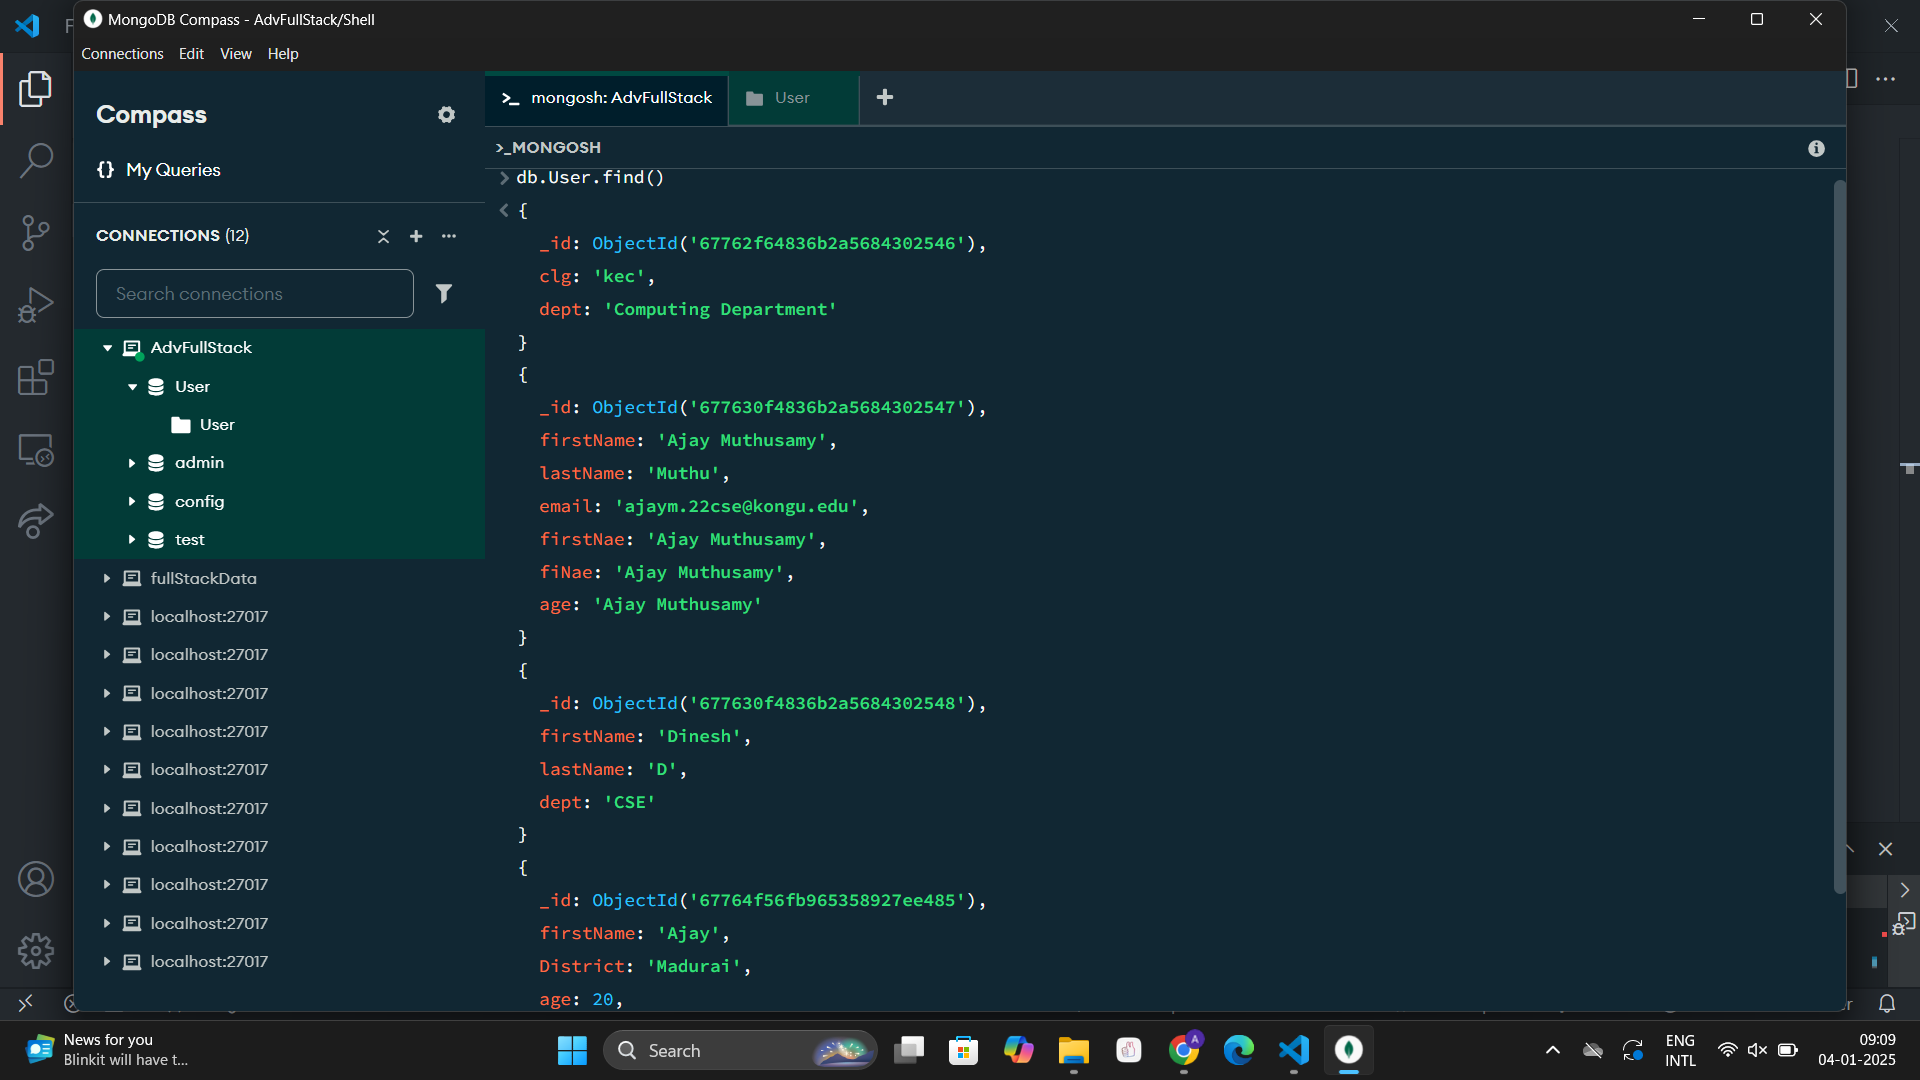 MongoDB Compass - AdvFullStack/Shell
Connections Edit View Help
Compass
{} My Queries
CONNECTIONS (12)
Search connections
AdvFullStack
User
User
admin
config
test
fullStackData
localhost:27017
localhost:27017
localhost:27017
localhost:27017
localhost:27017
localhost:27017
localhost:27017
localhost:27017
localhost:27017
localhost:27017
>_ mongosh: AdvFullStack
User
>_MONGOSH
> db.User.find()
< {
_id: ObjectId('67762f64836b2a5684302546'),
clg: 'kec',
dept: 'Computing Department'
}
{
_id: ObjectId('677630f4836b2a5684302547'),
firstName: 'Ajay Muthusamy',
lastName: 'Muthu',
email: 'ajaym.22cse@kongu.edu',
firstNae: 'Ajay Muthusamy',
fiNae: 'Ajay Muthusamy',
age: 'Ajay Muthusamy'
}
{
_id: ObjectId('677630f4836b2a5684302548'),
firstName: 'Dinesh',
lastName: 'D',
dept: 'CSE'
}
{
_id: ObjectId('67764f56fb965358927ee485'),
firstName: 'Ajay',
District: 'Madurai',
age: 20,
News for you
Blinkit will have t...
Search
A
ENG
INTL
09:09
04-01-2025